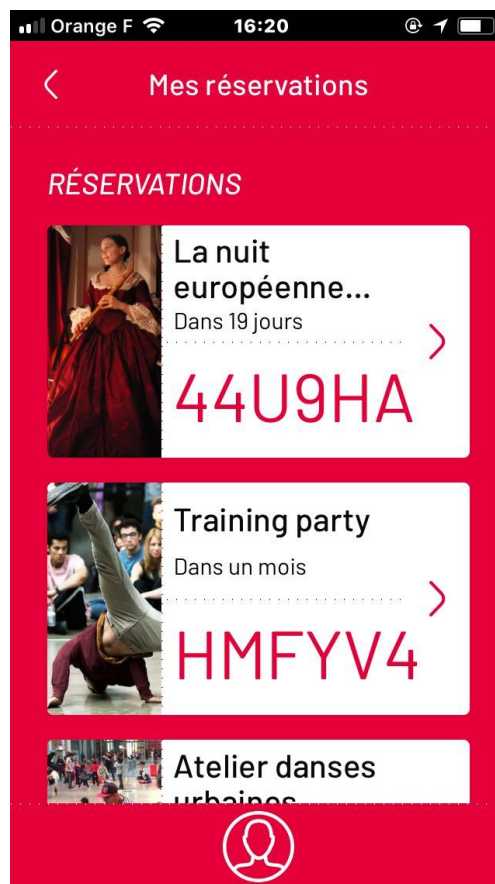 Orange F 16:20
Mes réservations
RÉSERVATIONS
La nuit
européenne...
Dans 19 jours
44U9HA
Training party
Dans un mois
HMFYV4
Atelier danses
urbaines